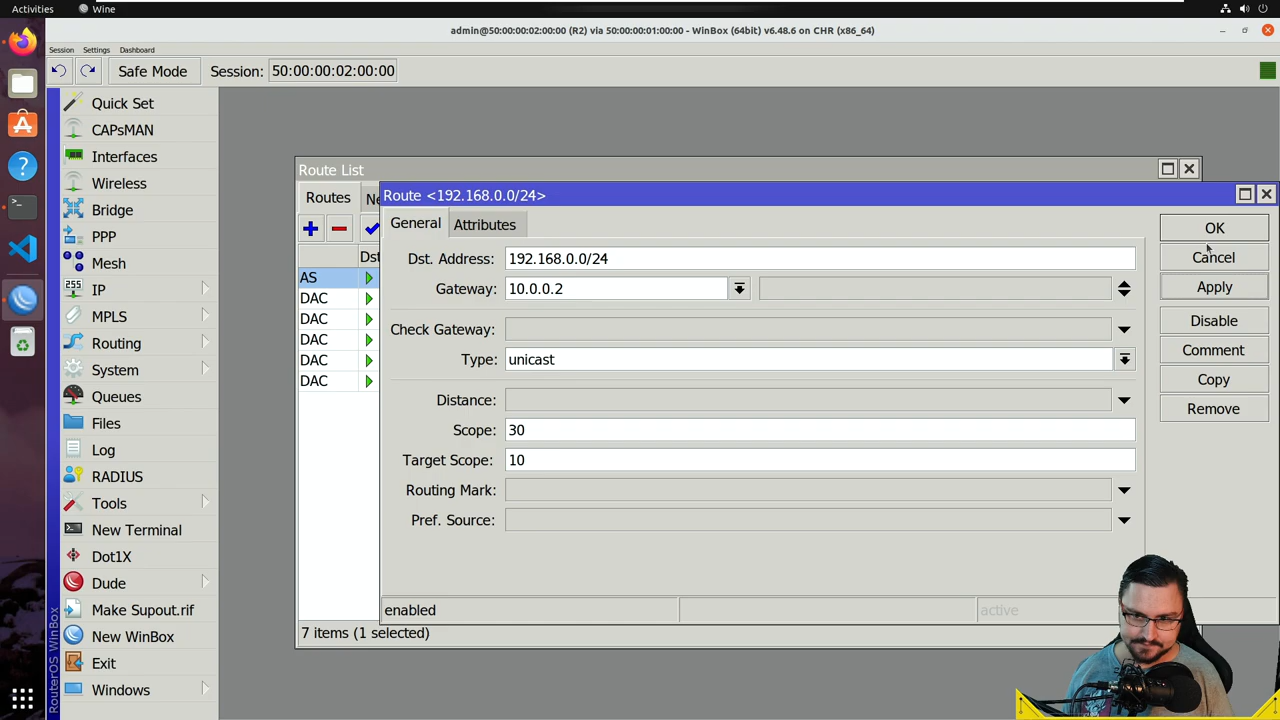 Activities
Wine
admin@50:00:00:02:00:00 (R2) via 50:00:00:01:00:00 - WinBox (64bit) v6.48.6 on CHR (x86_64)
Session Settings Dashboard
Safe Mode
Session: 50:00:00:02:00:00
Quick Set
CAPsMAN
Interfaces
Wireless
Bridge
PPP
Mesh
255
IP
MPLS
Routing
System
Queues
Files
Log
RADIUS
Tools
New Terminal
Dot1X
Dude
Make Supout.rif
New WinBox
Exit
Windows
RouterOS WinBox
Route List
Routes
Ne
Dst
AS
DAC
DAC
DAC
DAC
DAC
7 items (1 selected)
Route <192.168.0.0/24>
General
Attributes
Dst. Address: 192.168.0.0/24
Gateway: 10.0.0.2
Check Gateway:
Type: unicast
Distance:
Scope: 30
Target Scope: 10
Routing Mark:
Pref. Source:
enabled
active
OK
Cancel
Apply
Disable
Comment
Copy
Remove